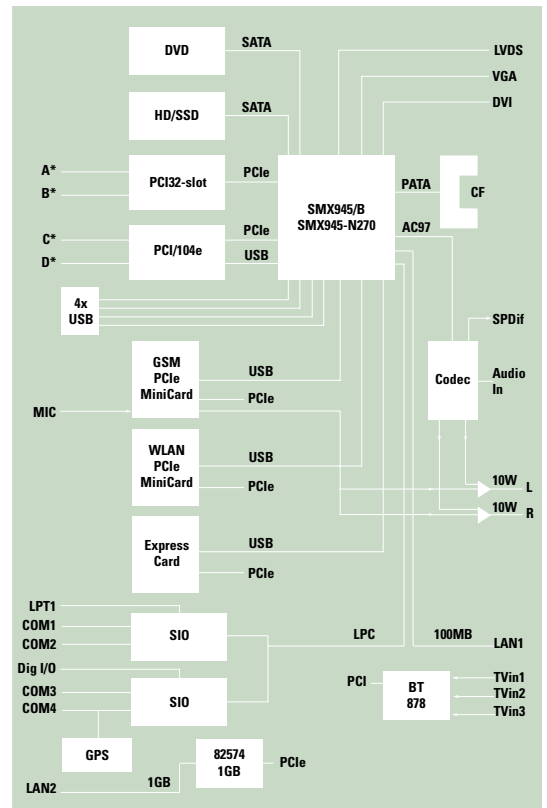 DVD
SATA
LVDS
VGA
HD/SSD
SATA
DVI
A*
B*
PCI32-slot
PCIe
SMX945/B
SMX945-N270
PATA
CF
C*
D*
PCI/104e
PCIe
USB
AC97
4x
USB
SPDif
GSM
PCIe
MiniCard
USB
PCIe
Codec
Audio
In
MIC
WLAN
PCIe
MiniCard
USB
PCIe
10W
L
10W
R
Express
Card
USB
PCIe
LPT1
COM1
COM2
SIO
LPC
100MB
LAN1
Dig I/O
COM3
COM4
SIO
PCI
BT
878
TVin1
TVin2
TVin3
GPS
82574
1GB
PCIe
LAN2
1GB